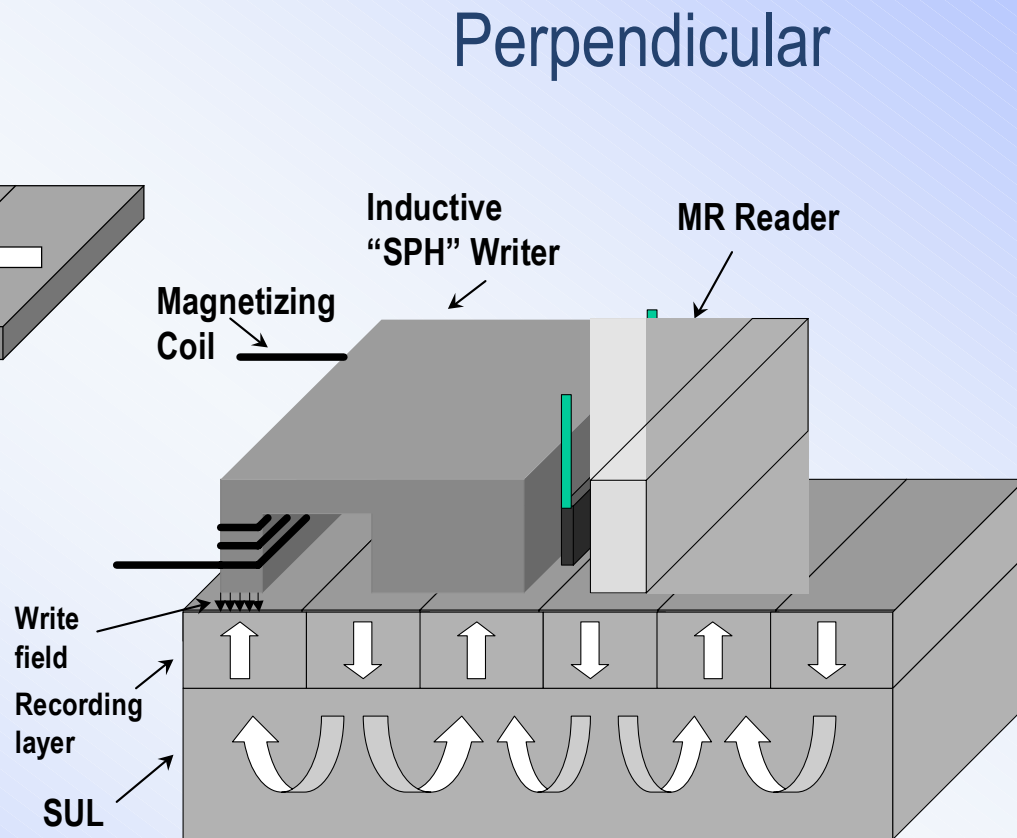 Perpendicular
Inductive
“SPH” Writer
MR Reader
Magnetizing
Coil
Write
field
Recording
layer
SUL